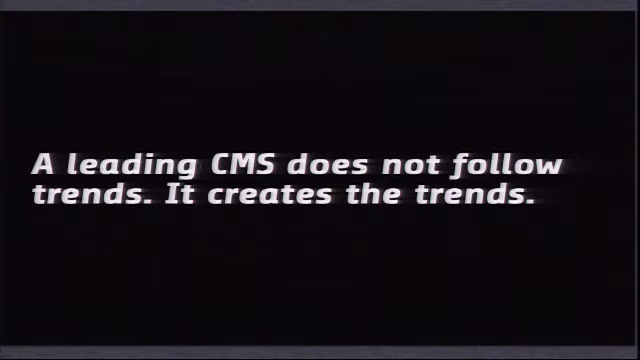 A leading CMS does not follow
trends. It creates the trends.